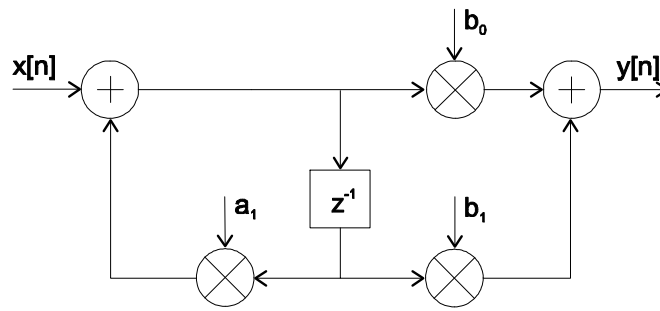 b₀
x[n]
y[n]
+
+
z⁻¹
a₁
b₁